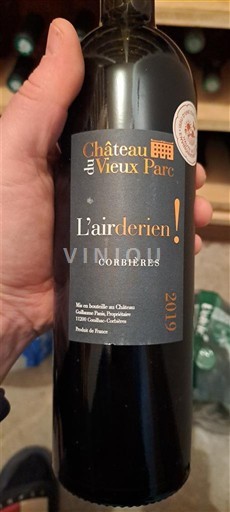 Château
du Vieux Parc
L'airderien!
VINIOU
CORBIÈRES
Mis en bouteille au Château
Guillaume Panis, Propriétaire
11200 Conilhac-Corbières
Produit de France
2019